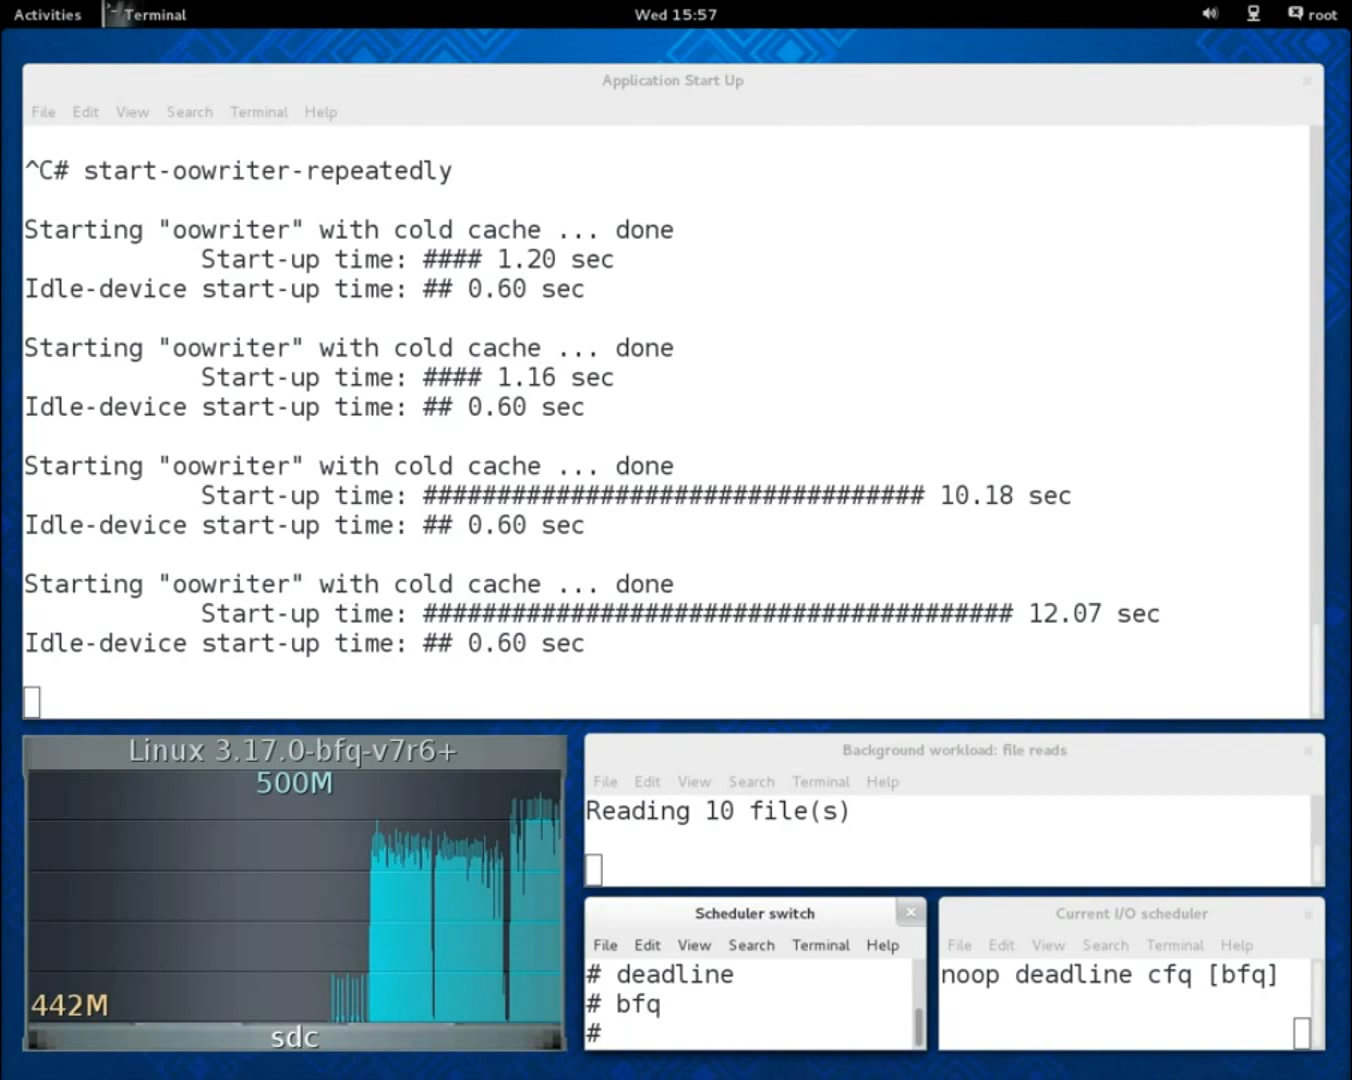 Activities Terminal Wed 15:57 root
Application Start Up
File Edit View Search Terminal Help
^C# start-oowriter-repeatedly
Starting "oowriter" with cold cache ... done
Start-up time: #### 1.20 sec
Idle-device start-up time: ## 0.60 sec
Starting "oowriter" with cold cache ... done
Start-up time: #### 1.16 sec
Idle-device start-up time: ## 0.60 sec
Starting "oowriter" with cold cache ... done
Start-up time: ################################## 10.18 sec
Idle-device start-up time: ## 0.60 sec
Starting "oowriter" with cold cache ... done
Start-up time: ######################################## 12.07 sec
Idle-device start-up time: ## 0.60 sec
Linux 3.17.0-bfq-v7r6+
500M
442M
sdc
Background workload: file reads
File Edit View Search Terminal Help
Reading 10 file(s)
Scheduler switch
File Edit View Search Terminal Help
# deadline
# bfq
#
Current I/O scheduler
File Edit View Search Terminal Help
noop deadline cfq [bfq]